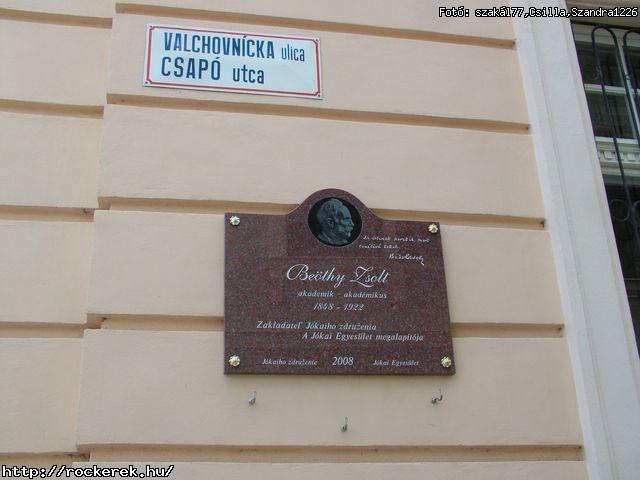 Fotó: szakál77,Csilla,Szandra1226
VALCHOVNÍCKA ulica
CSAPÓ utca
Beöthy Zsolt
akademik - akadémikus
1848 - 1922
Zakladateľ Jókaiho združenia
A Jókai Egyesület megalapítója
Jókaiho združenie 2008 Jókai Egyesület
http://rockerek.hu/